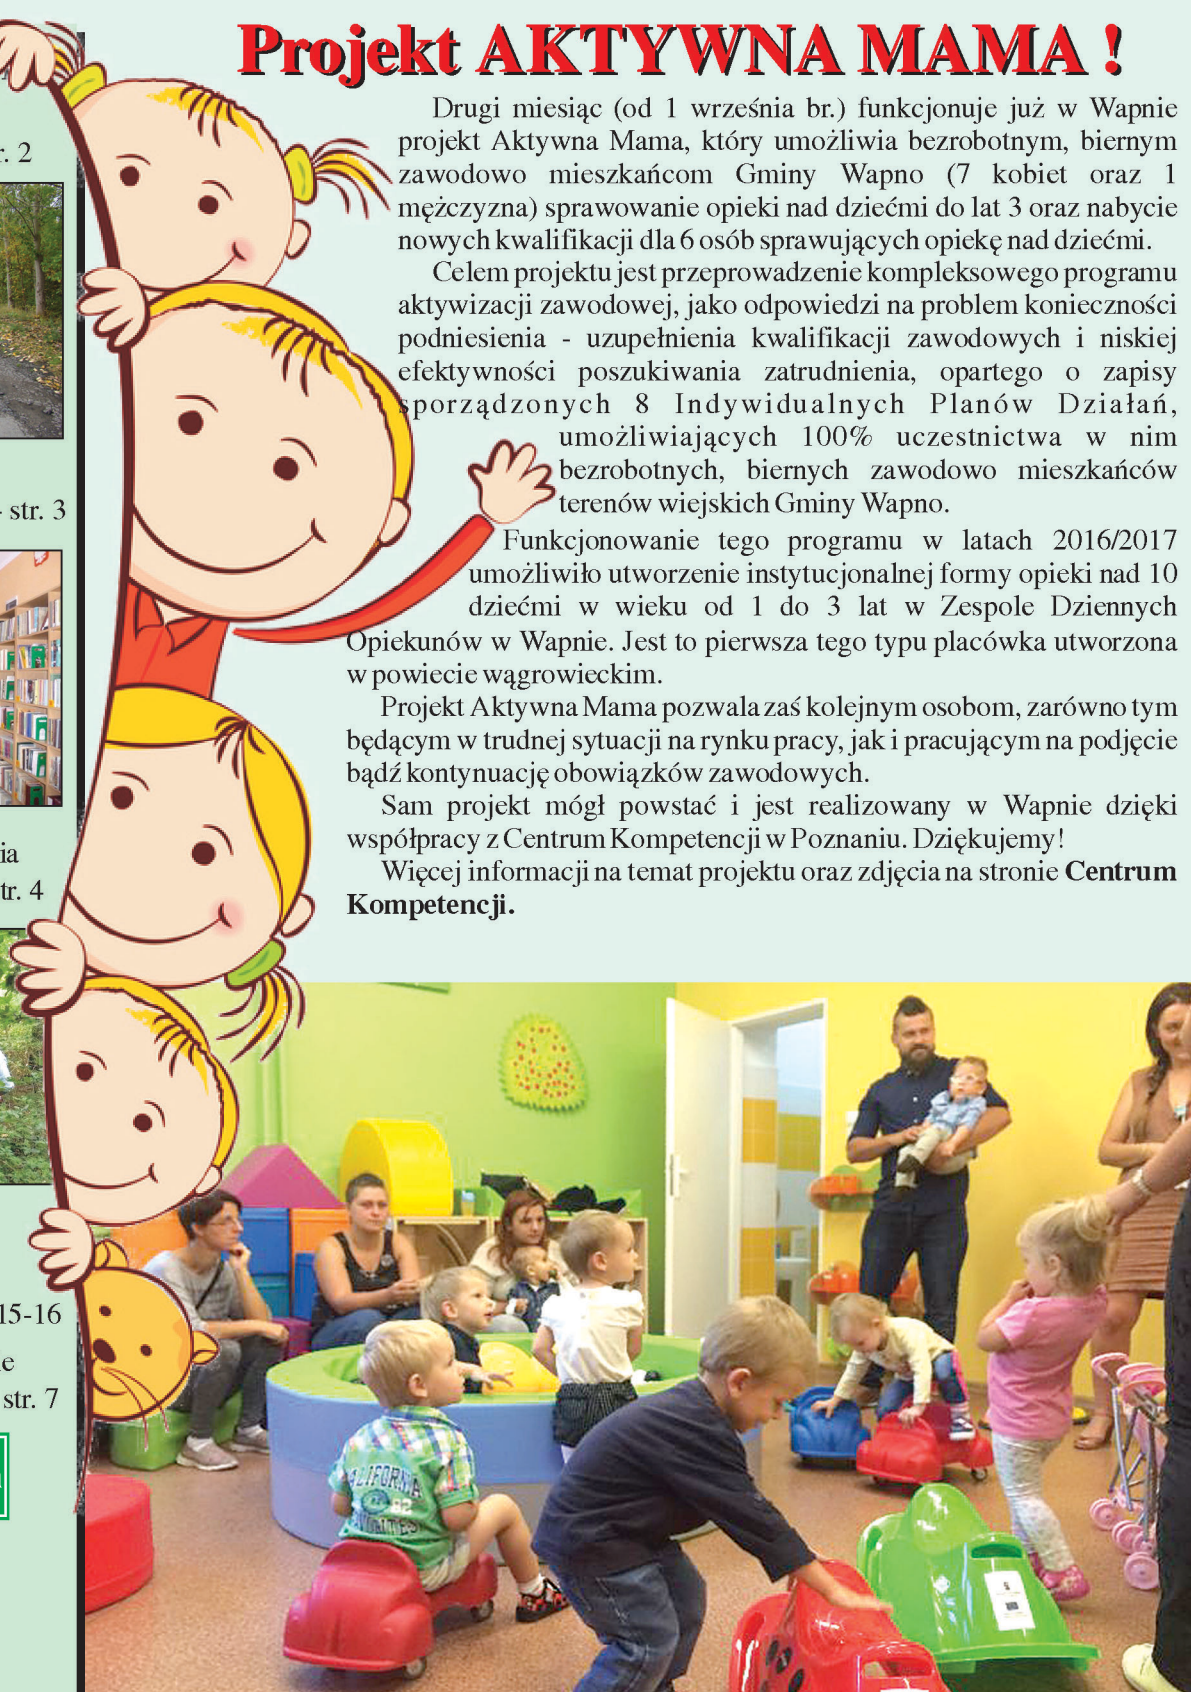 Projekt AKTYWNA MAMA !
Drugi miesiąc (od 1 września br.) funkcjonuje już w Wapnie
projekt Aktywna Mama, który umożliwia bezrobotnym, biernym
zawodowo mieszkańcom Gminy Wapno (7 kobiet oraz 1
mężczyzna) sprawowanie opieki nad dziećmi do lat 3 oraz nabycie
nowych kwalifikacji dla 6 osób sprawujących opiekę nad dziećmi.
Celem projektu jest przeprowadzenie kompleksowego programu
aktywizacji zawodowej, jako odpowiedzi na problem konieczności
podniesienia - uzupełnienia kwalifikacji zawodowych i niskiej
efektywności poszukiwania zatrudnienia, opartego o zapisy
sporządzonych 8 Indywidualnych Planów Działań,
umożliwiających 100% uczestnictwa w nim
bezrobotnych, biernych zawodowo mieszkańców
terenów wiejskich Gminy Wapno.
Funkcjonowanie tego programu w latach 2016/2017
umożliwiło utworzenie instytucjonalnej formy opieki nad 10
dziećmi w wieku od 1 do 3 lat w Zespole Dziennych
Opiekunów w Wapnie. Jest to pierwsza tego typu placówka utworzona
w powiecie wągrowieckim.
Projekt Aktywna Mama pozwala zaś kolejnym osobom, zarówno tym
będącym w trudnej sytuacji na rynku pracy, jak i pracującym na podjęcie
bądź kontynuację obowiązków zawodowych.
Sam projekt mógł powstać i jest realizowany w Wapnie dzięki
współpracy z Centrum Kompetencji w Poznaniu. Dziękujemy!
Więcej informacji na temat projektu oraz zdjęcia na stronie Centrum
Kompetencji.
r. 2
- str. 3
ia
tr. 4
15-16
ie
str. 7
CALIFORNIA
82